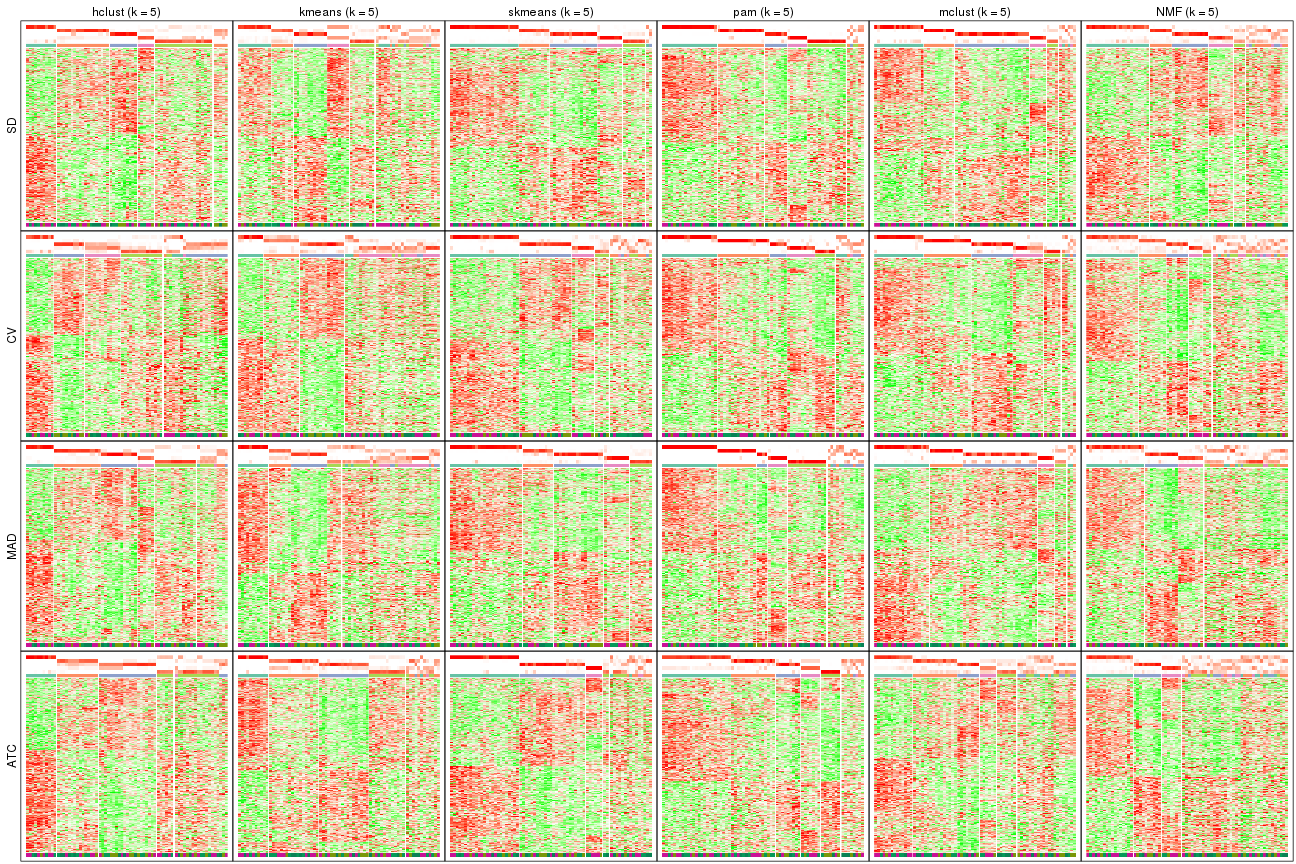 hclust (k = 5) kmeans (k = 5) skmeans (k = 5) pam (k = 5) mclust (k = 5) NMF (k = 5)
SD
CV
MAD
ATC